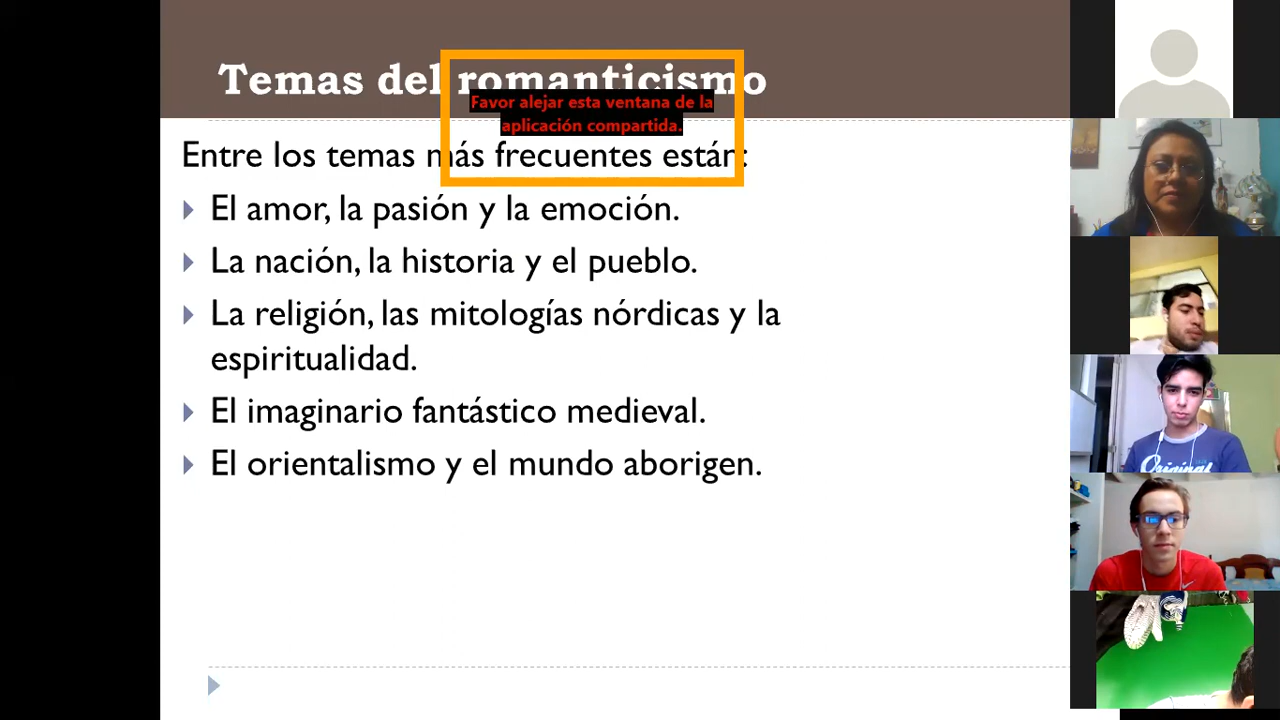 Temas del romanticismo
Favor alejar esta ventana de la
aplicación compartida.
Entre los temas más frecuentes están:
El amor, la pasión y la emoción.
La nación, la historia y el pueblo.
La religión, las mitologías nórdicas y la
espiritualidad.
El imaginario fantástico medieval.
El orientalismo y el mundo aborigen.
Original